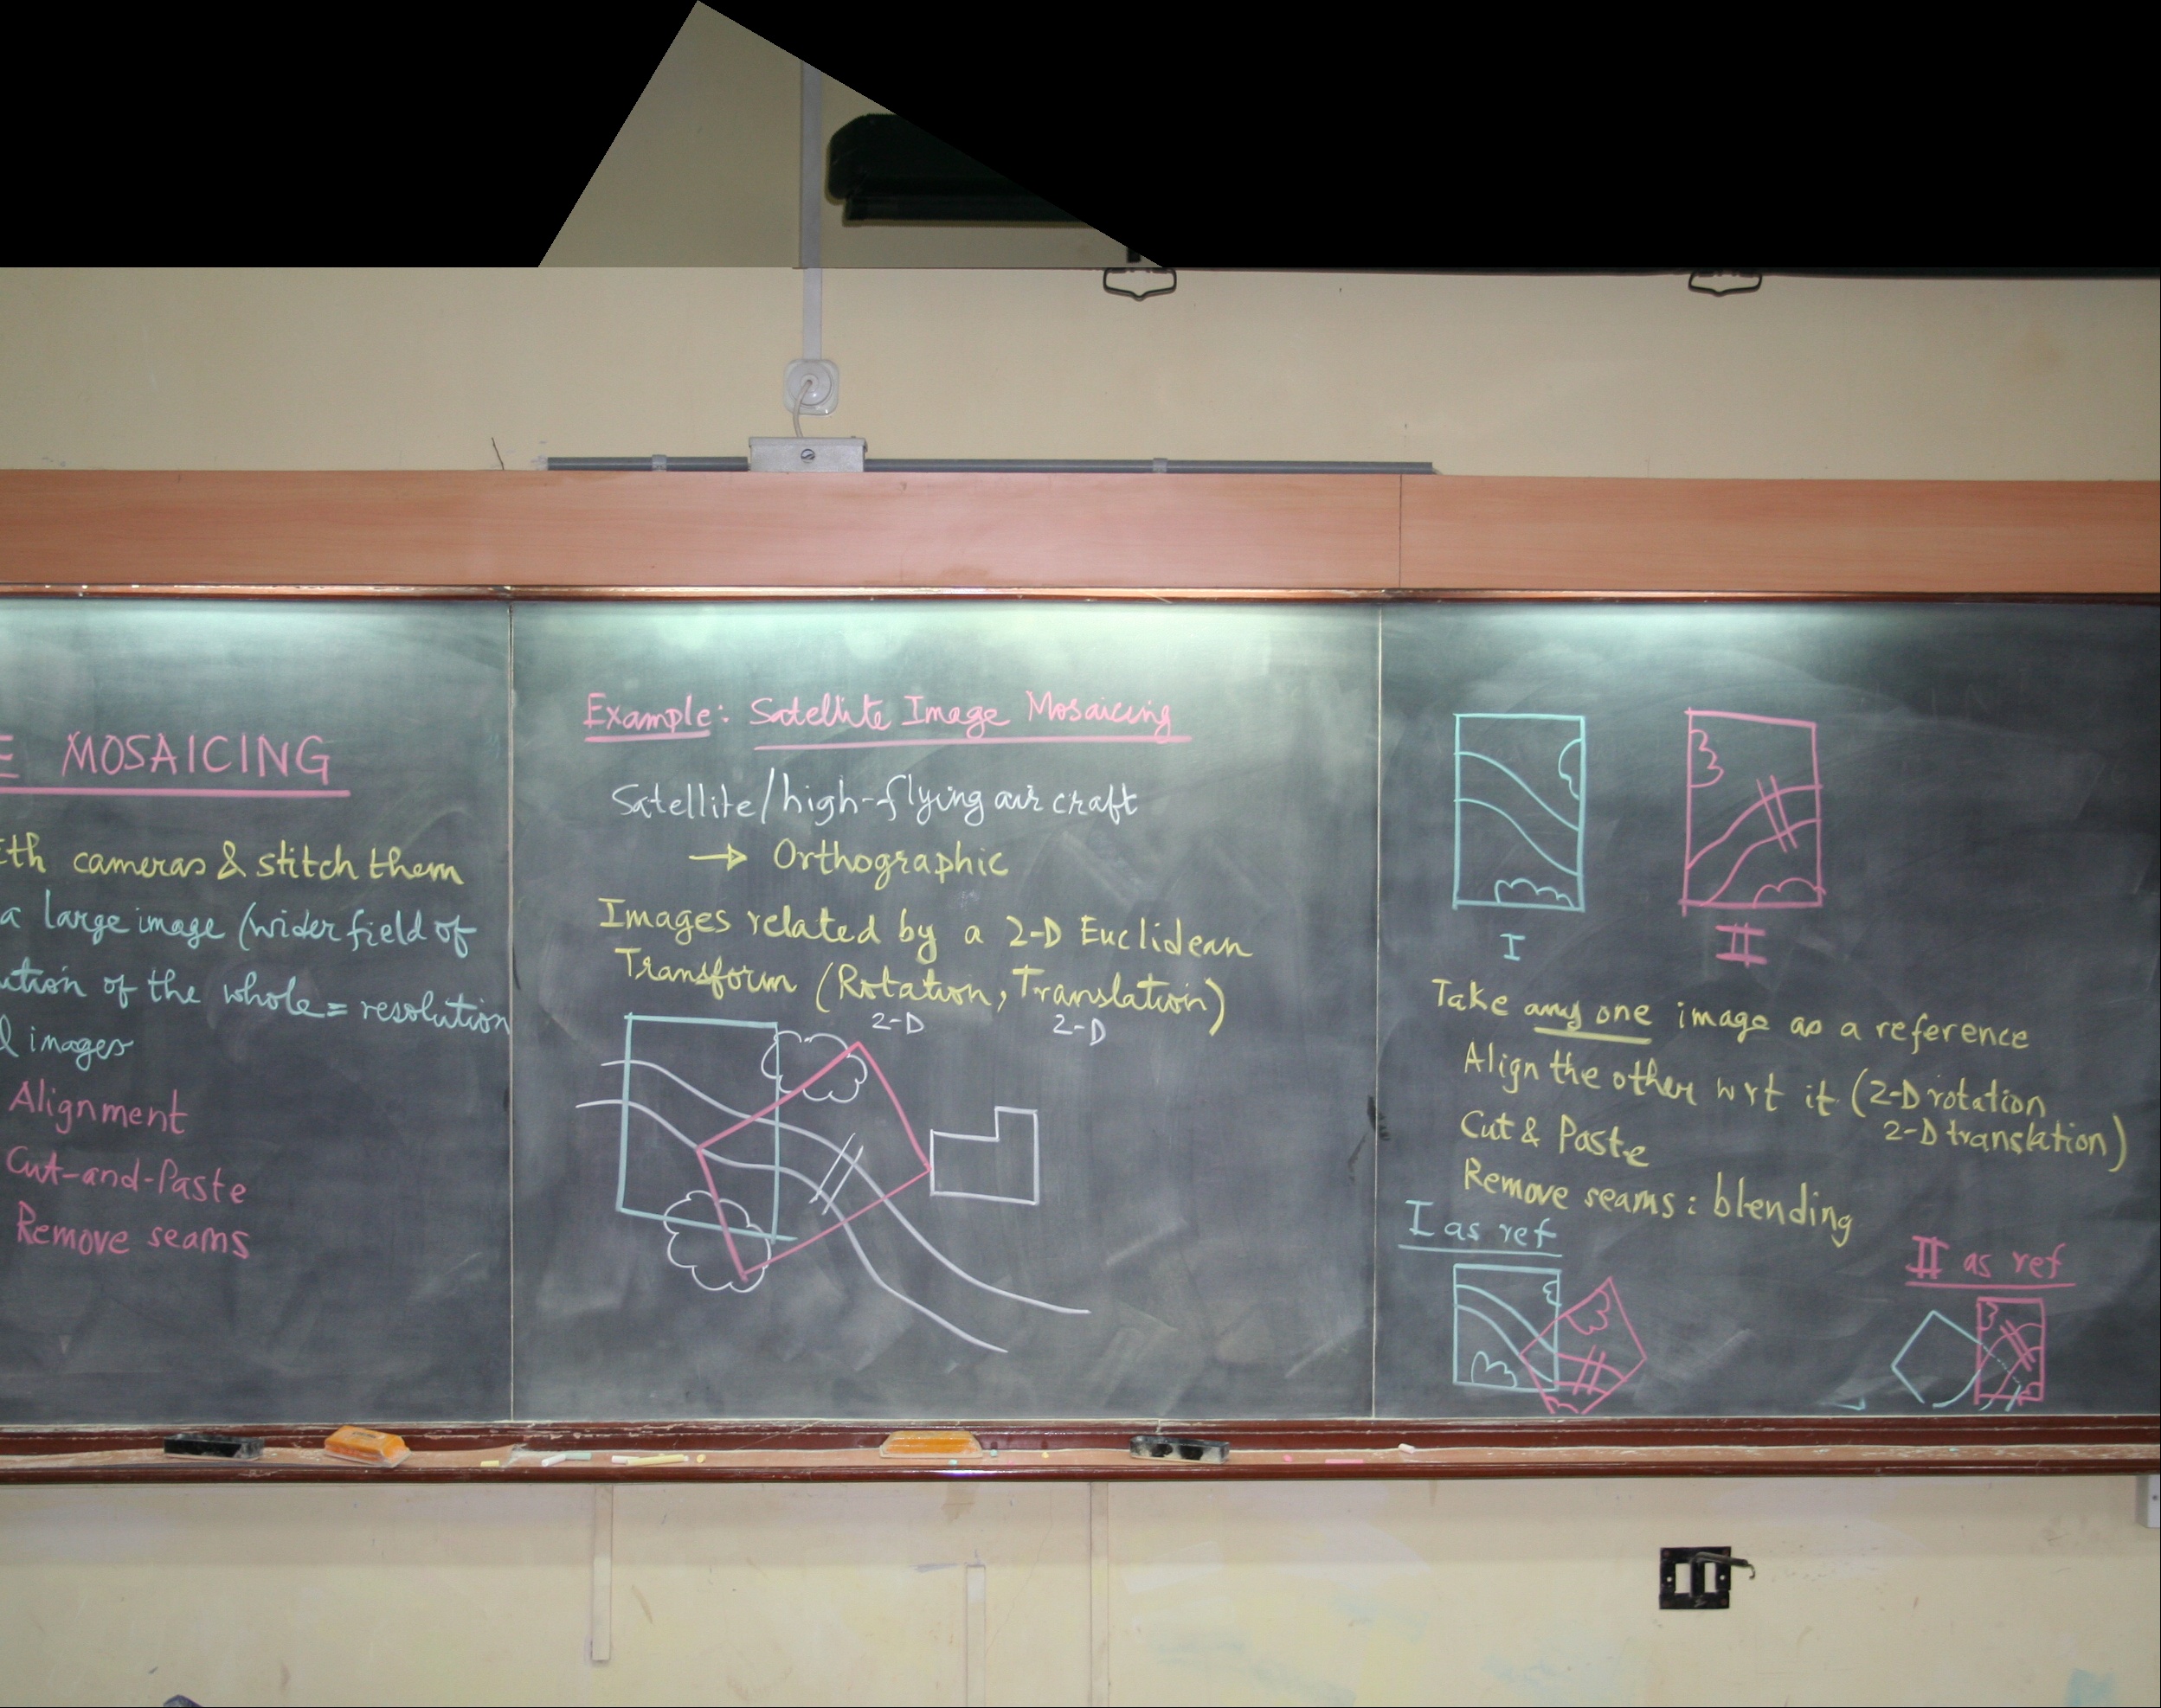 MOSAICING
cameras & stitch them
a large image (wider field of
of the whole = resolution
images
Alignment
Cut-and-Paste
Remove seams
Example: Satellite Image Mosaicing
Satellite/high-flying air craft
→ Orthographic
Images related by a 2-D Euclidean
Transform (Rotation, Translation)
2-D 2-D
I II
Take any one image as a reference
Align the other wrt it (2-D rotation
2-D translation)
Cut & Paste
Remove seams : blending
I as ref
II as ref